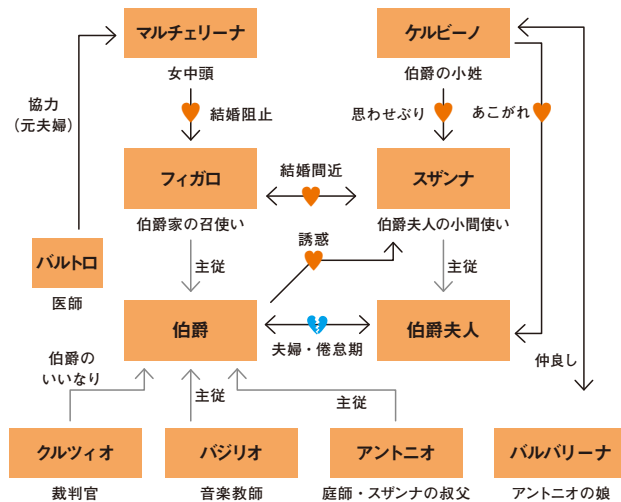 マルチェリーナ
ケルビーノ
女中頭
伯爵の小姓
協力
(元夫婦)
結婚阻止
思わせぶり
あこがれ
フィガロ
結婚間近
スザンナ
伯爵家の召使い
伯爵夫人の小間使い
誘惑
バルトロ
主従
主従
医師
伯爵
伯爵夫人
夫婦・倦怠期
伯爵の
いいなり
仲良し
主従
主従
クルツィオ
バジリオ
アントニオ
バルバリーナ
裁判官
音楽教師
庭師・スザンナの叔父
アントニオの娘